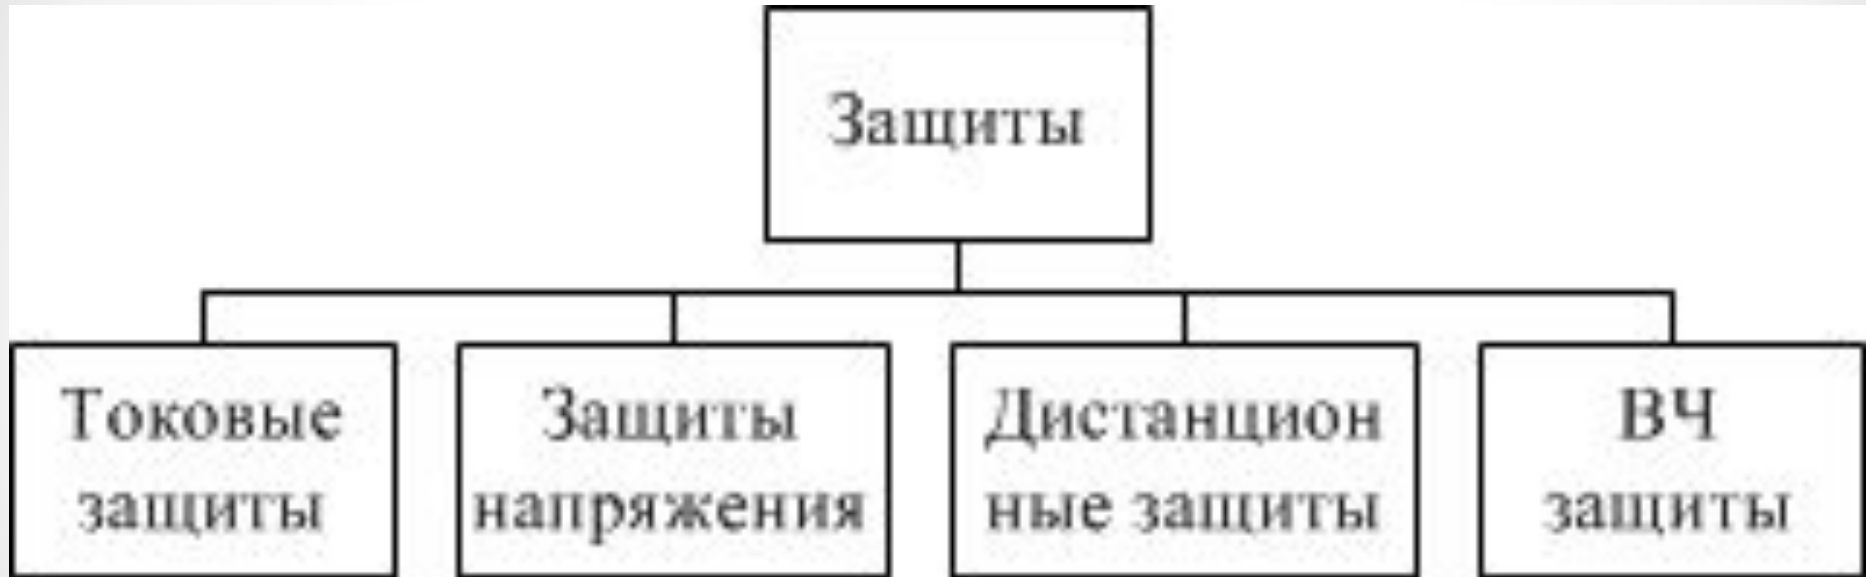 Защиты
Токовые
защиты
Защиты
напряжения
Дистанцион
ные защиты
ВЧ
защиты